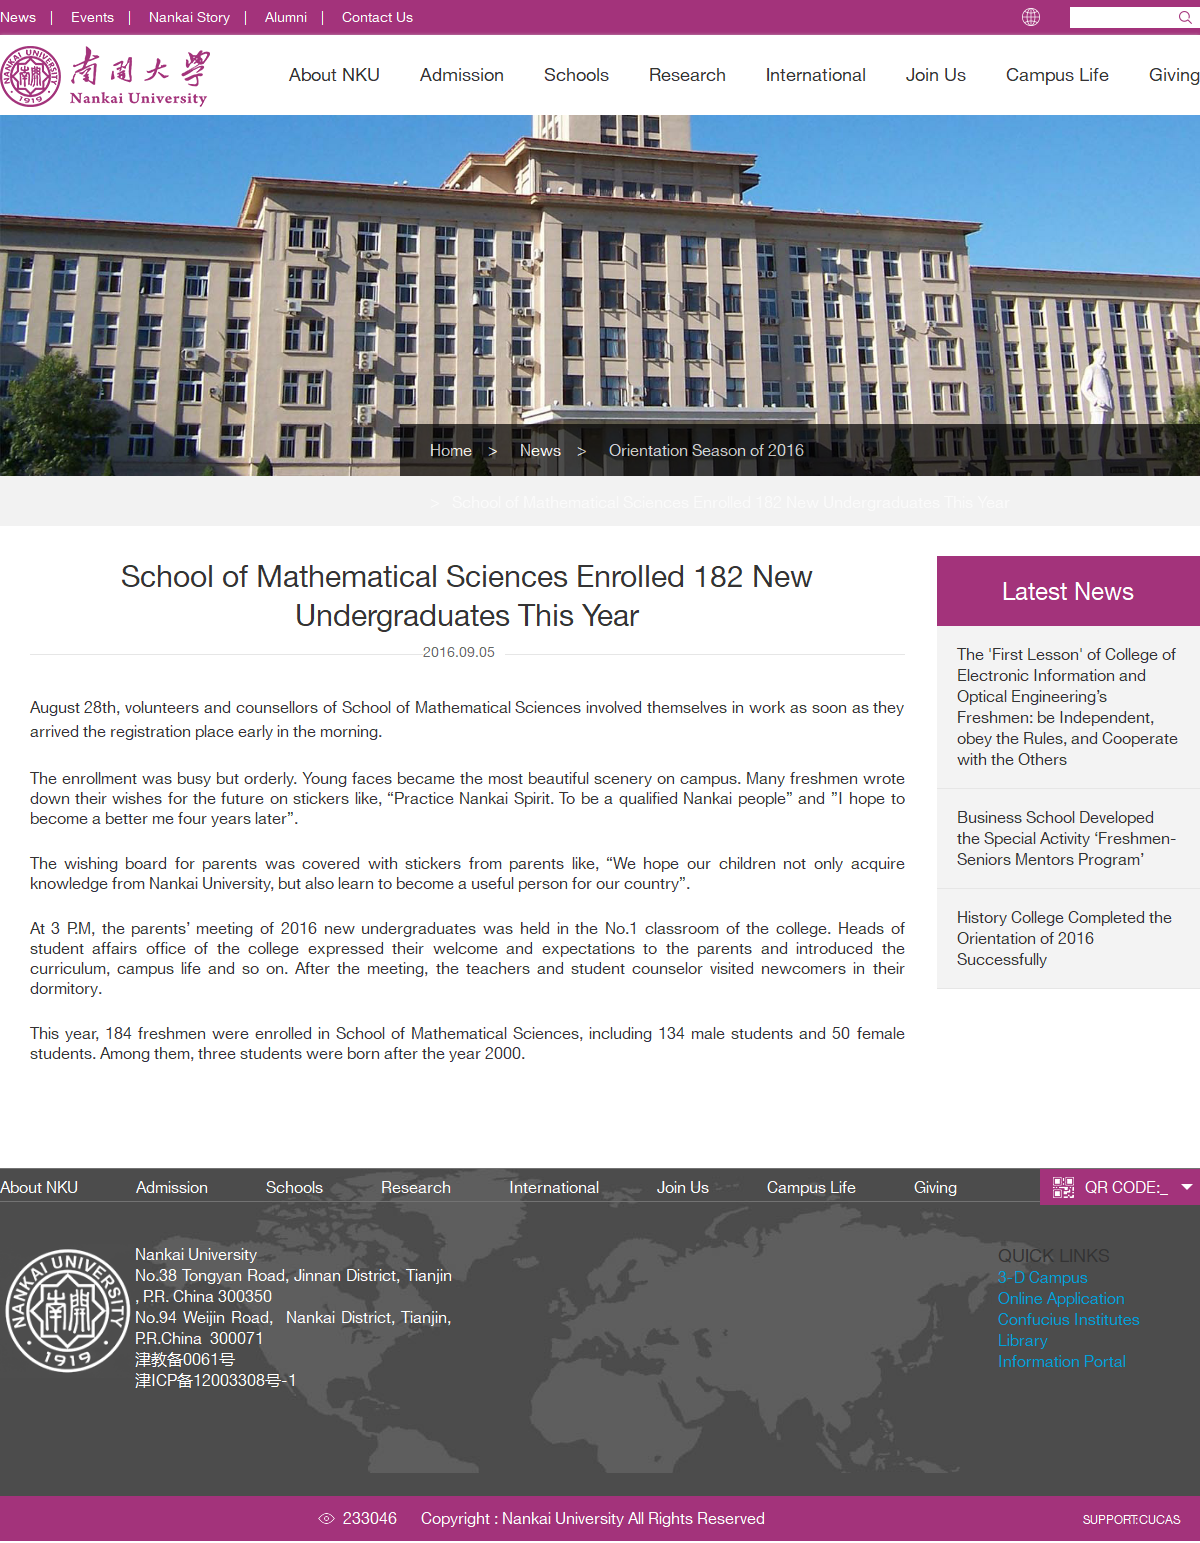 News | Events | Nankai Story | Alumni | Contact Us
NANKAI UNIVERSITY
南開
1919
南開大學
Nankai University
About NKU Admission Schools Research International Join Us Campus Life Giving
Home > News > Orientation Season of 2016
> School of Mathematical Sciences Enrolled 182 New Undergraduates This Year
School of Mathematical Sciences Enrolled 182 New
Undergraduates This Year
2016.09.05
August 28th, volunteers and counsellors of School of Mathematical Sciences involved themselves in work as soon as they
arrived the registration place early in the morning.
The enrollment was busy but orderly. Young faces became the most beautiful scenery on campus. Many freshmen wrote
down their wishes for the future on stickers like, “Practice Nankai Spirit. To be a qualified Nankai people” and ”I hope to
become a better me four years later”.
The wishing board for parents was covered with stickers from parents like, “We hope our children not only acquire
knowledge from Nankai University, but also learn to become a useful person for our country”.
At 3 P.M, the parents’ meeting of 2016 new undergraduates was held in the No.1 classroom of the college. Heads of
student affairs office of the college expressed their welcome and expectations to the parents and introduced the
curriculum, campus life and so on. After the meeting, the teachers and student counselor visited newcomers in their
dormitory.
This year, 184 freshmen were enrolled in School of Mathematical Sciences, including 134 male students and 50 female
students. Among them, three students were born after the year 2000.
Latest News
The 'First Lesson' of College of
Electronic Information and
Optical Engineering’s
Freshmen: be Independent,
obey the Rules, and Cooperate
with the Others
Business School Developed
the Special Activity ‘Freshmen-
Seniors Mentors Program’
History College Completed the
Orientation of 2016
Successfully
About NKU Admission Schools Research International Join Us Campus Life Giving
QR CODE:_
NANKAI UNIVERSITY
南開
1919
Nankai University
No.38 Tongyan Road, Jinnan District, Tianjin
, P.R. China 300350
No.94 Weijin Road, Nankai District, Tianjin,
P.R.China 300071
津教备0061号
津ICP备12003308号-1
QUICK LINKS
3-D Campus
Online Application
Confucius Institutes
Library
Information Portal
233046 Copyright : Nankai University All Rights Reserved
SUPPORT:CUCAS